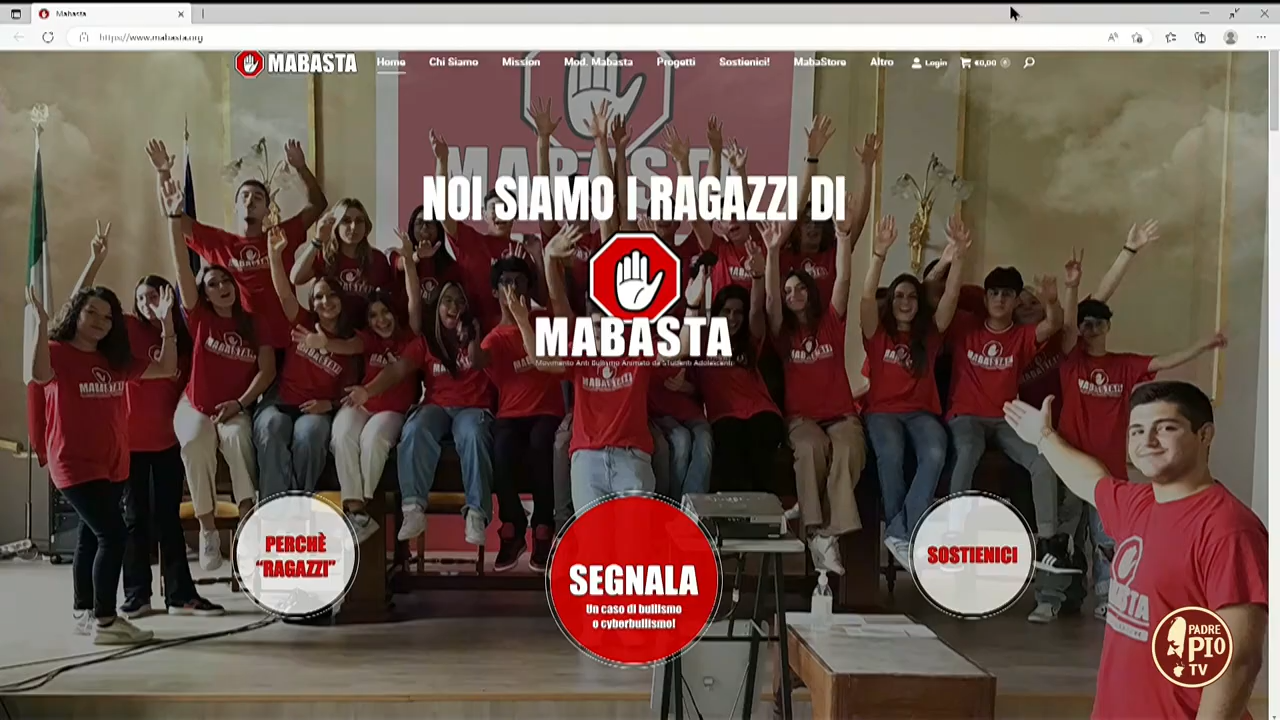 Mabasta
https://www.mabasta.org
MABASTA
Home
Chi Siamo
Mission
Mod. Mabasta
Progetti
Sostienici!
MabaStore
Altro
Login
€0,00
0
MABASTA
NOI SIAMO I RAGAZZI DI
MABASTA
Movimento Anti Bullismo Animato da STudenti Adolescenti
PERCHÈ
“RAGAZZI”
SEGNALA
Un caso di bullismo
o cyberbullismo!
SOSTIENICI
PADRE
PIO
TV